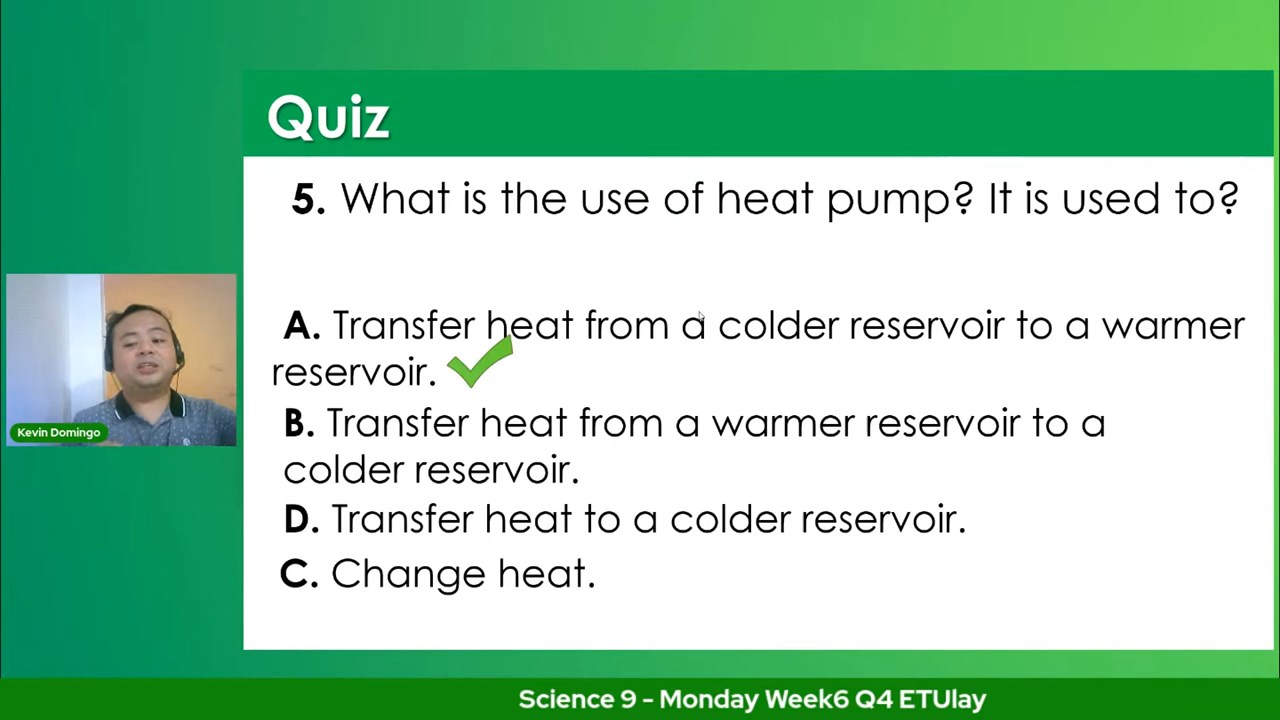 Quiz
5. What is the use of heat pump? It is used to?
A. Transfer heat from a colder reservoir to a warmer
reservoir.
B. Transfer heat from a warmer reservoir to a
colder reservoir.
D. Transfer heat to a colder reservoir.
C. Change heat.
Kevin Domingo
Science 9 - Monday Week6 Q4 ETUlay